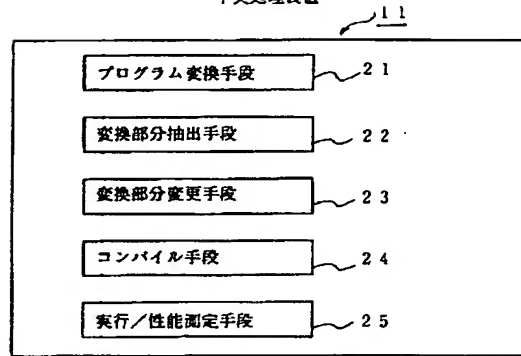 11
プログラム変換手段 21
変換部分抽出手段 22
変換部分変更手段 23
コンパイル手段 24
実行/性能測定手段 25